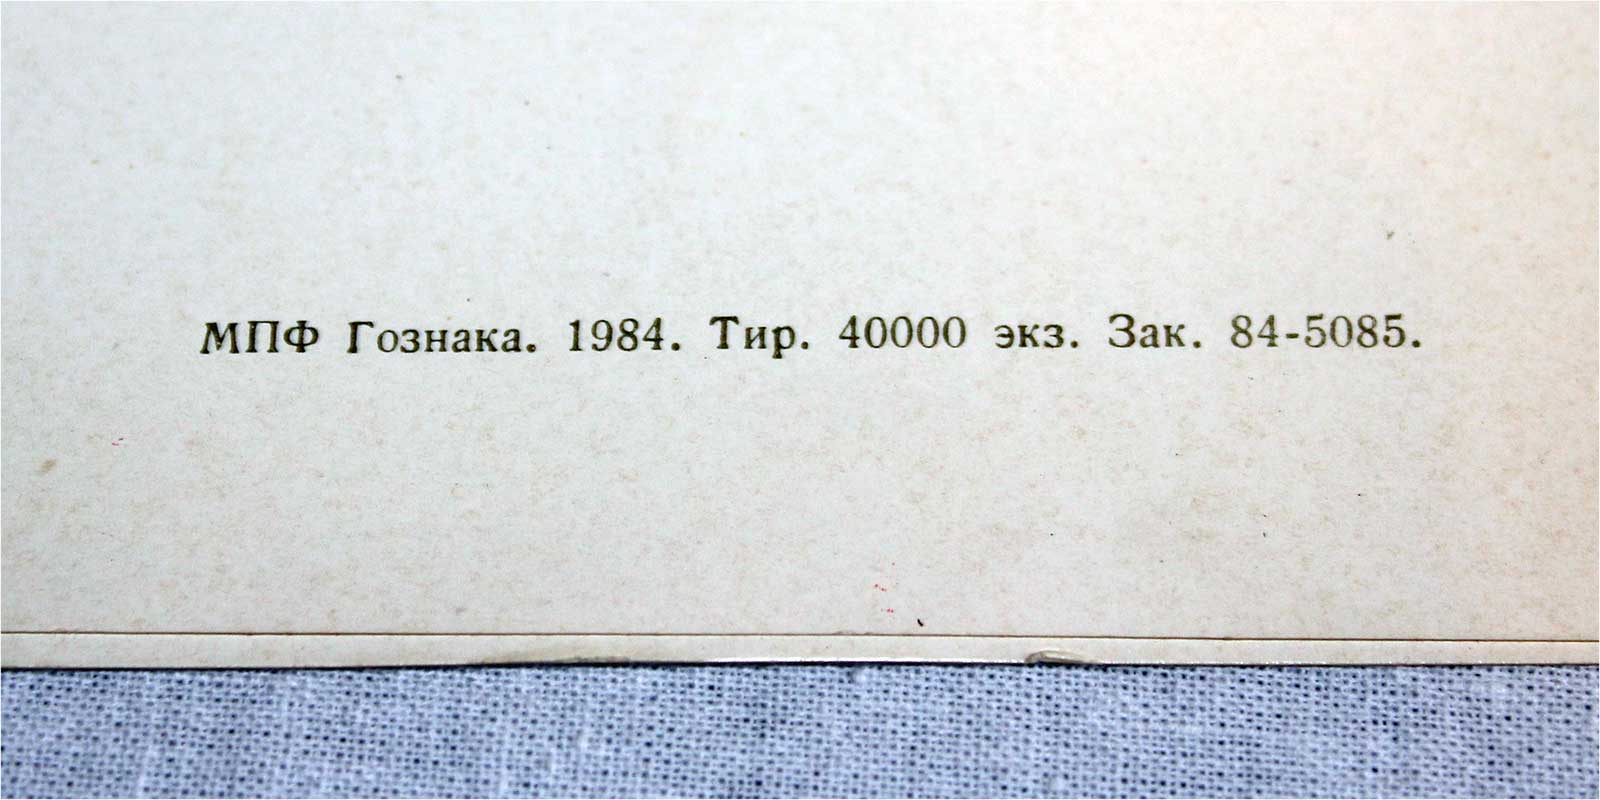 МПФ Гознака. 1984. Тир. 40000 экз. Зак. 84-5085.